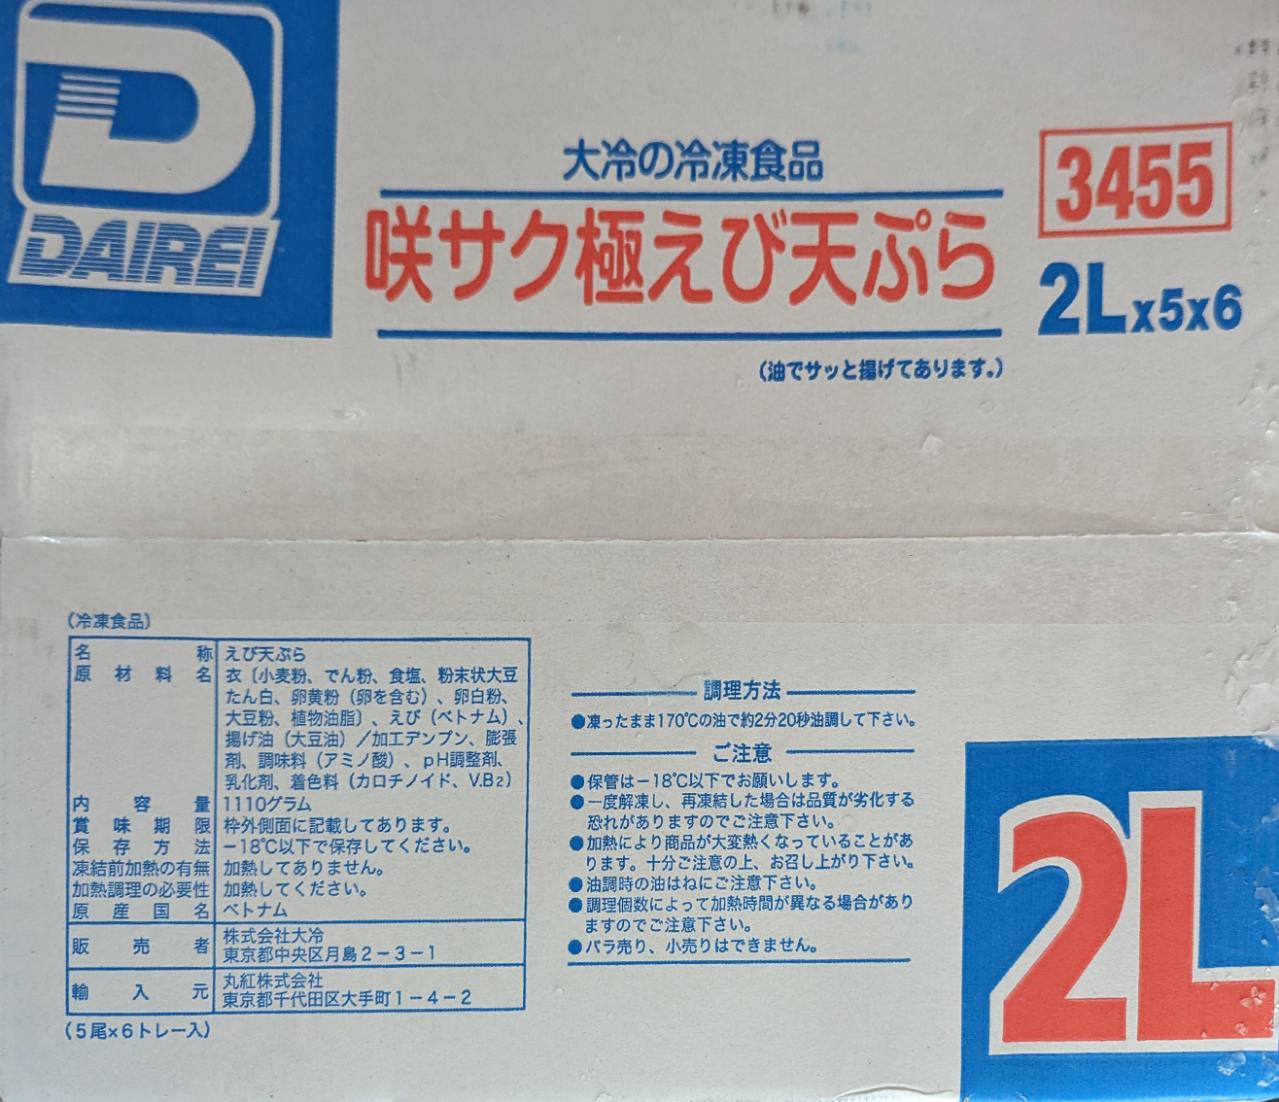 DAIREI
大冷の冷凍食品
咲サク極えび天ぷら
(油でサッと揚げてあります。)
3455
2Lx5x6
(冷凍食品)
名称 えび天ぷら
原材料名 衣〔小麦粉、でん粉、食塩、粉末状大豆
たん白、卵黄粉(卵を含む)、卵白粉、
大豆粉、植物油脂〕、えび(ベトナム)、
揚げ油(大豆油)/加工デンプン、膨張
剤、調味料(アミノ酸)、pH調整剤、
乳化剤、着色料(カロチノイド、V.B2)
内容量 1110グラム
賞味期限 枠外側面に記載してあります。
保存方法 -18℃以下で保存してください。
凍結前加熱の有無 加熱してありません。
加熱調理の必要性 加熱してください。
原産国名 ベトナム
販売者 株式会社大冷
東京都中央区月島2-3-1
輸入元 丸紅株式会社
東京都千代田区大手町1-4-2
(5尾×6トレー入)
調理方法
●凍ったまま170℃の油で約2分20秒油調して下さい。
ご注意
●保管は-18℃以下でお願いします。
●一度解凍し、再凍結した場合は品質が劣化する
恐れがありますのでご注意下さい。
●加熱により商品が大変熱くなっていることがあ
ります。十分ご注意の上、お召し上がり下さい。
●油調時の油はねにご注意下さい。
●調理個数によって加熱時間が異なる場合があり
ますのでご注意下さい。
●バラ売り、小売りはできません。
2L